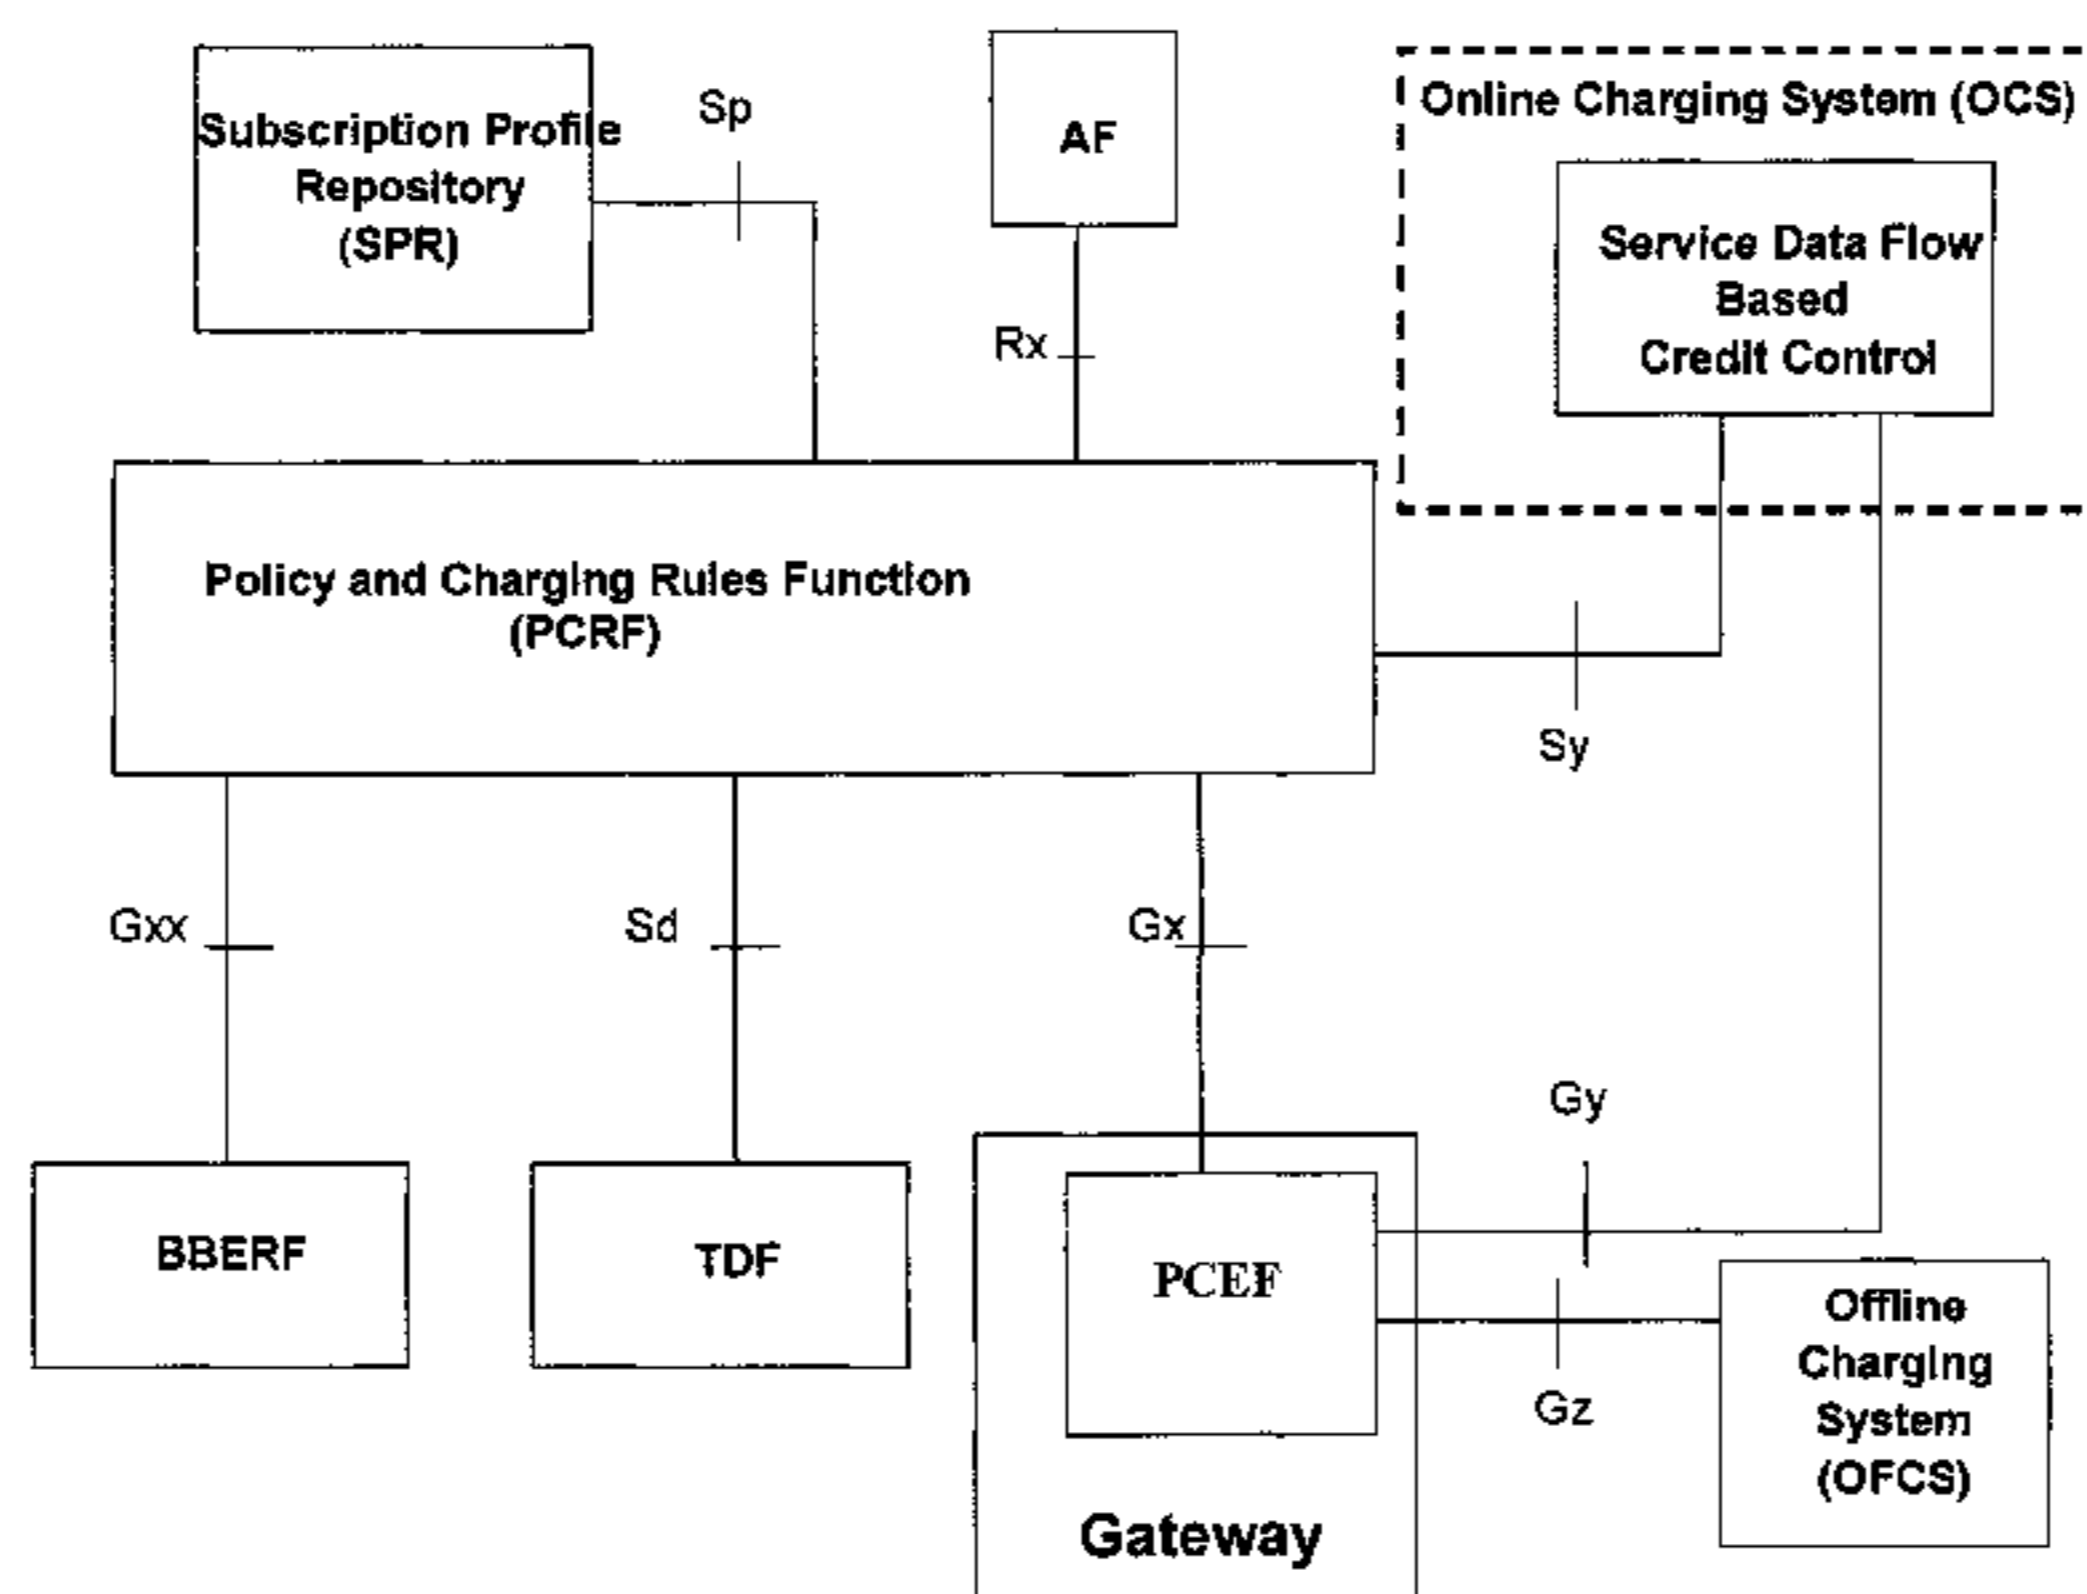 Subscription Profile
Repository
(SPR)
Sp
AF
Online Charging System (OCS)
Service Data Flow
Based
Credit Control
Rx
Policy and Charging Rules Function
(PCRF)
Sy
Gxx
Sd
Gx
Gy
BBERF
TDF
PCEF
Gz
Offline
Charging
System
(OFCS)
Gateway